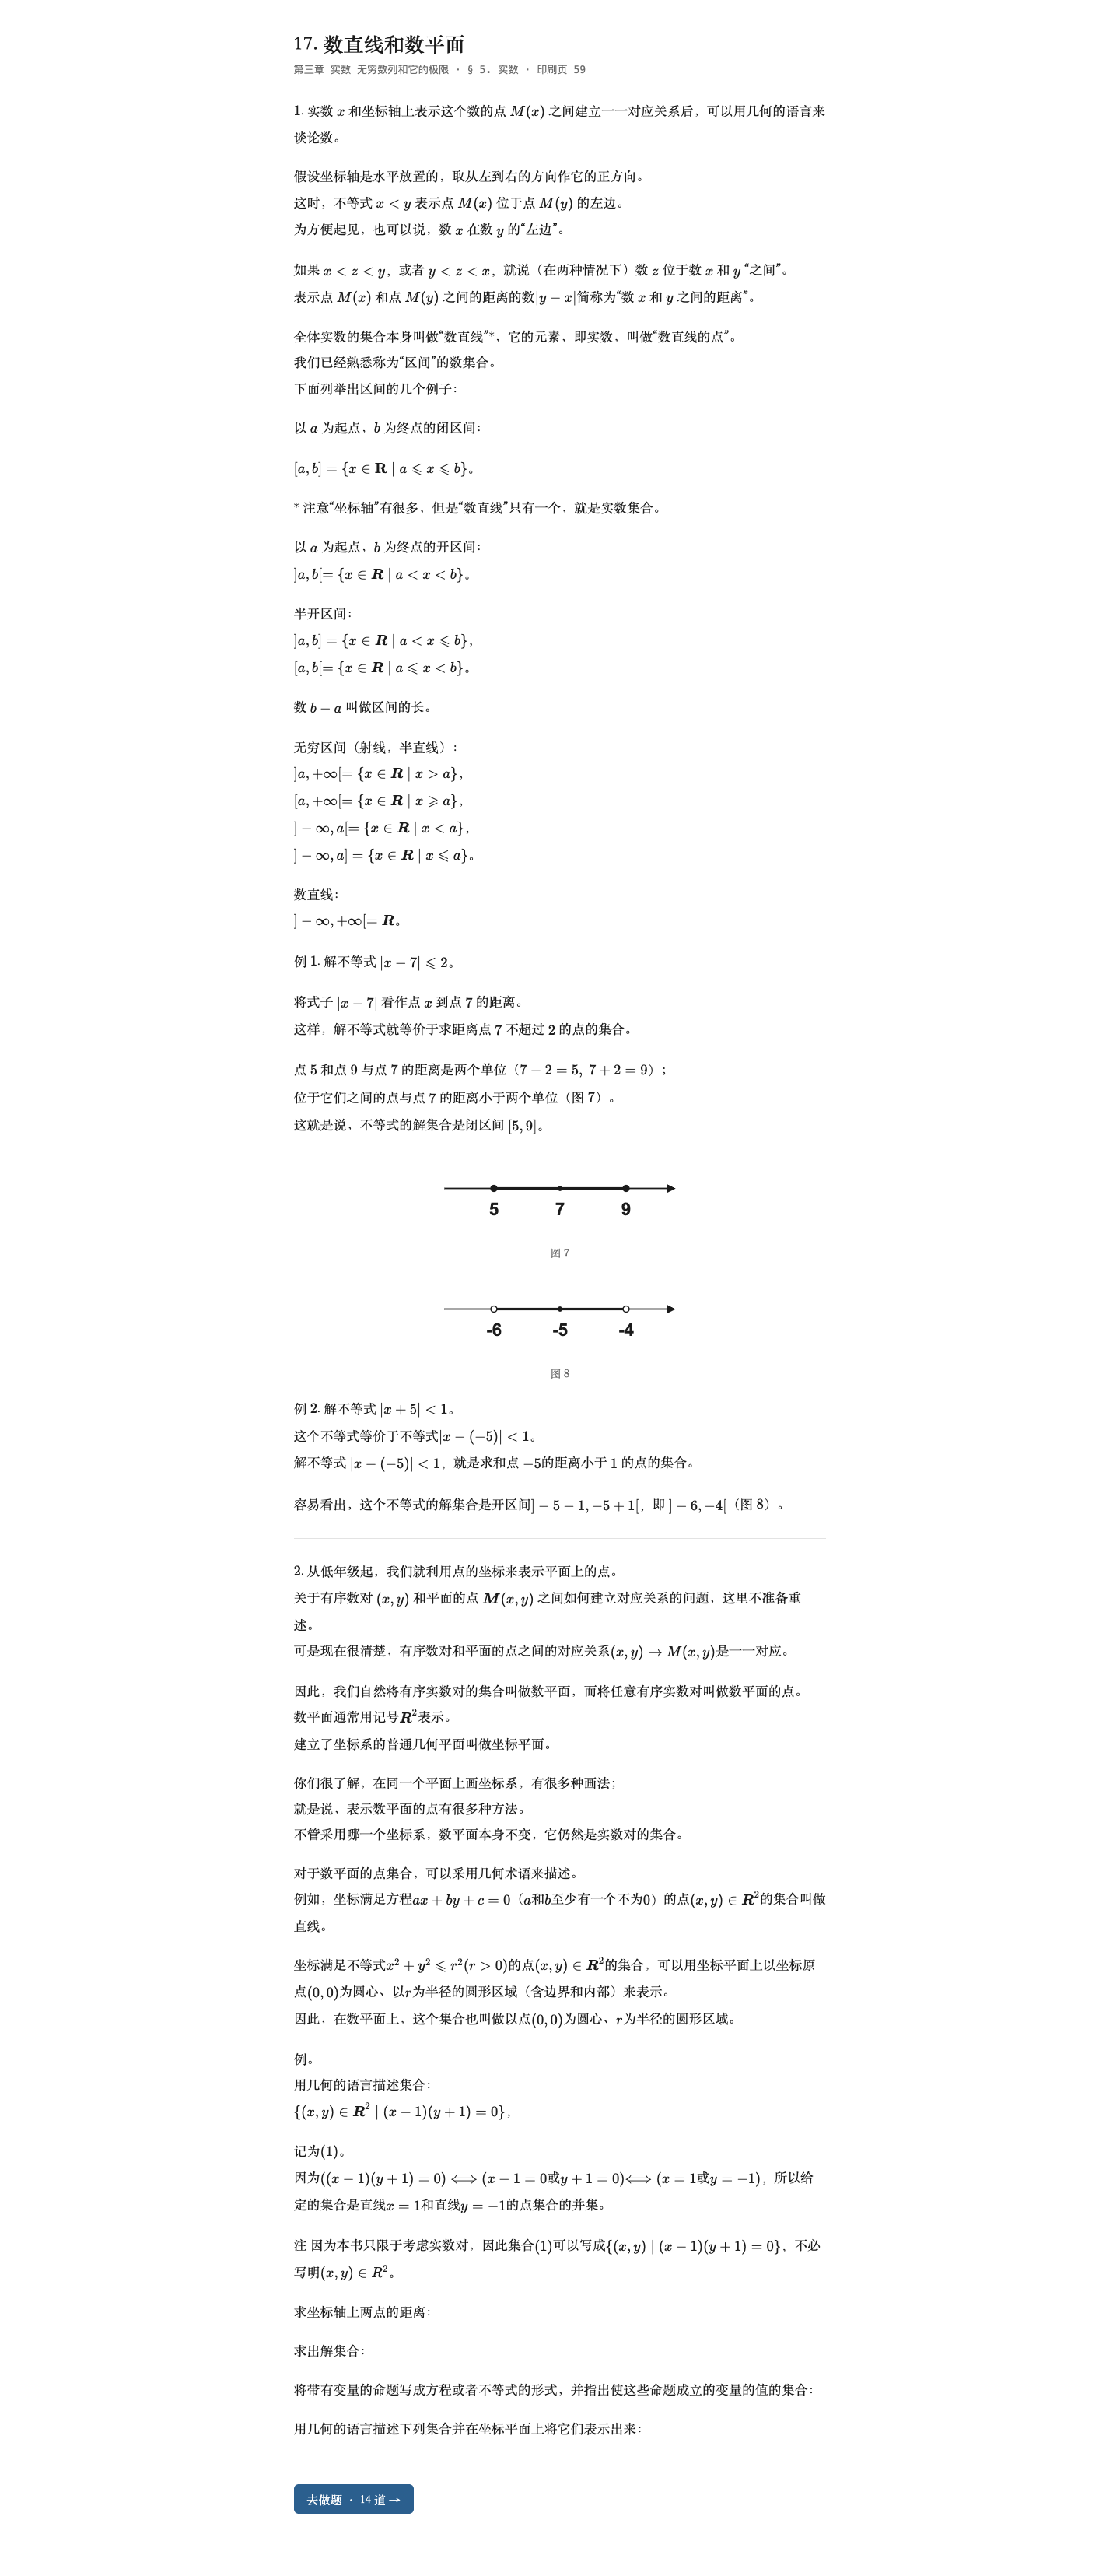 17. 数直线和数平面
第三章 实数 无穷数列和它的极限 · § 5. 实数 · 印刷页 59
1. 实数 x 和坐标轴上表示这个数的点 M(x) 之间建立一一对应关系后，可以用几何的语言来
谈论数。
假设坐标轴是水平放置的，取从左到右的方向作它的正方向。
这时，不等式 x < y 表示点 M(x) 位于点 M(y) 的左边。
为方便起见，也可以说，数 x 在数 y 的“左边”。
如果 x < z < y，或者 y < z < x，就说（在两种情况下）数 z 位于数 x 和 y “之间”。
表示点 M(x) 和点 M(y) 之间的距离的数|y − x|简称为“数 x 和 y 之间的距离”。
全体实数的集合本身叫做“数直线”*，它的元素，即实数，叫做“数直线的点”。
我们已经熟悉称为“区间”的数集合。
下面列举出区间的几个例子：
以 a 为起点，b 为终点的闭区间：
[a, b] = {x ∈ R | a ⩽ x ⩽ b}。
* 注意“坐标轴”有很多，但是“数直线”只有一个，就是实数集合。
以 a 为起点，b 为终点的开区间：
]a, b[= {x ∈ R | a < x < b}。
半开区间：
]a, b] = {x ∈ R | a < x ⩽ b}，
[a, b[= {x ∈ R | a ⩽ x < b}。
数 b − a 叫做区间的长。
无穷区间（射线，半直线）：
]a, +∞[= {x ∈ R | x > a}，
[a, +∞[= {x ∈ R | x ⩾ a}，
] − ∞, a[= {x ∈ R | x < a}，
] − ∞, a] = {x ∈ R | x ⩽ a}。
数直线：
] − ∞, +∞[= R。
例 1. 解不等式 |x − 7| ⩽ 2。
将式子 |x − 7| 看作点 x 到点 7 的距离。
这样，解不等式就等价于求距离点 7 不超过 2 的点的集合。
点 5 和点 9 与点 7 的距离是两个单位（7 − 2 = 5, 7 + 2 = 9）；
位于它们之间的点与点 7 的距离小于两个单位（图 7）。
这就是说，不等式的解集合是闭区间 [5, 9]。
5 7 9
图 7
-6 -5 -4
图 8
例 2. 解不等式 |x + 5| < 1。
这个不等式等价于不等式|x − (−5)| < 1。
解不等式 |x − (−5)| < 1，就是求和点 −5的距离小于 1 的点的集合。
容易看出，这个不等式的解集合是开区间] − 5 − 1, −5 + 1[，即 ] − 6, −4[（图 8）。
2. 从低年级起，我们就利用点的坐标来表示平面上的点。
关于有序数对 (x, y) 和平面的点 M(x, y) 之间如何建立对应关系的问题，这里不准备重
述。
可是现在很清楚，有序数对和平面的点之间的对应关系(x, y) → M(x, y)是一一对应。
因此，我们自然将有序实数对的集合叫做数平面，而将任意有序实数对叫做数平面的点。
数平面通常用记号R²表示。
建立了坐标系的普通几何平面叫做坐标平面。
你们很了解，在同一个平面上画坐标系，有很多种画法；
就是说，表示数平面的点有很多种方法。
不管采用哪一个坐标系，数平面本身不变，它仍然是实数对的集合。
对于数平面的点集合，可以采用几何术语来描述。
例如，坐标满足方程ax + by + c = 0（a和b至少有一个不为0）的点(x, y) ∈ R²的集合叫做
直线。
坐标满足不等式x² + y² ⩽ r²(r > 0)的点(x, y) ∈ R²的集合，可以用坐标平面上以坐标原
点(0, 0)为圆心、以r为半径的圆形区域（含边界和内部）来表示。
因此，在数平面上，这个集合也叫做以点(0, 0)为圆心、r为半径的圆形区域。
例。
用几何的语言描述集合：
{(x, y) ∈ R² | (x − 1)(y + 1) = 0}，
记为(1)。
因为((x − 1)(y + 1) = 0) ⟺ (x − 1 = 0或y + 1 = 0)⟺ (x = 1或y = −1)，所以给
定的集合是直线x = 1和直线y = −1的点集合的并集。
注 因为本书只限于考虑实数对，因此集合(1)可以写成{(x, y) | (x − 1)(y + 1) = 0}，不必
写明(x, y) ∈ R²。
求坐标轴上两点的距离：
求出解集合：
将带有变量的命题写成方程或者不等式的形式，并指出使这些命题成立的变量的值的集合：
用几何的语言描述下列集合并在坐标平面上将它们表示出来：
去做题 · 14 道 →